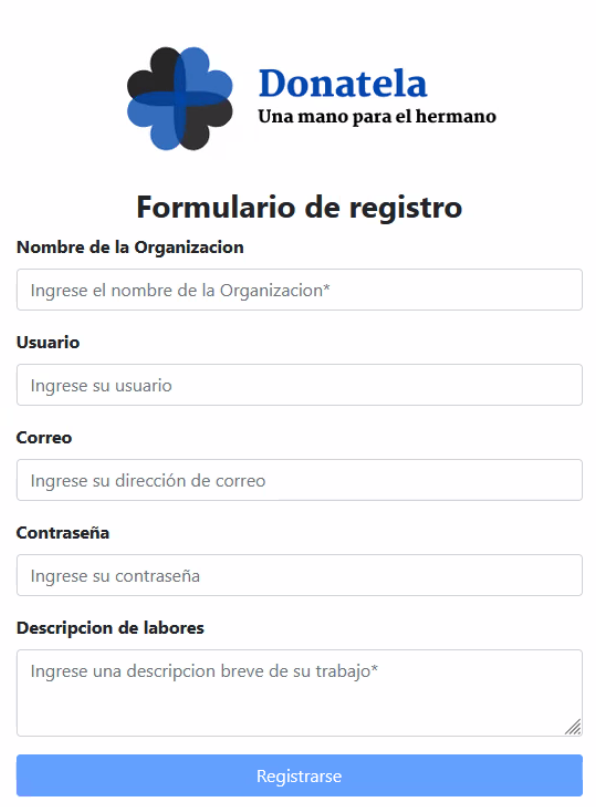 Donatela
Una mano para el hermano
Formulario de registro
Nombre de la Organizacion
Ingrese el nombre de la Organizacion*
Usuario
Ingrese su usuario
Correo
Ingrese su dirección de correo
Contraseña
Ingrese su contraseña
Descripcion de labores
Ingrese una descripcion breve de su trabajo*
Registrarse